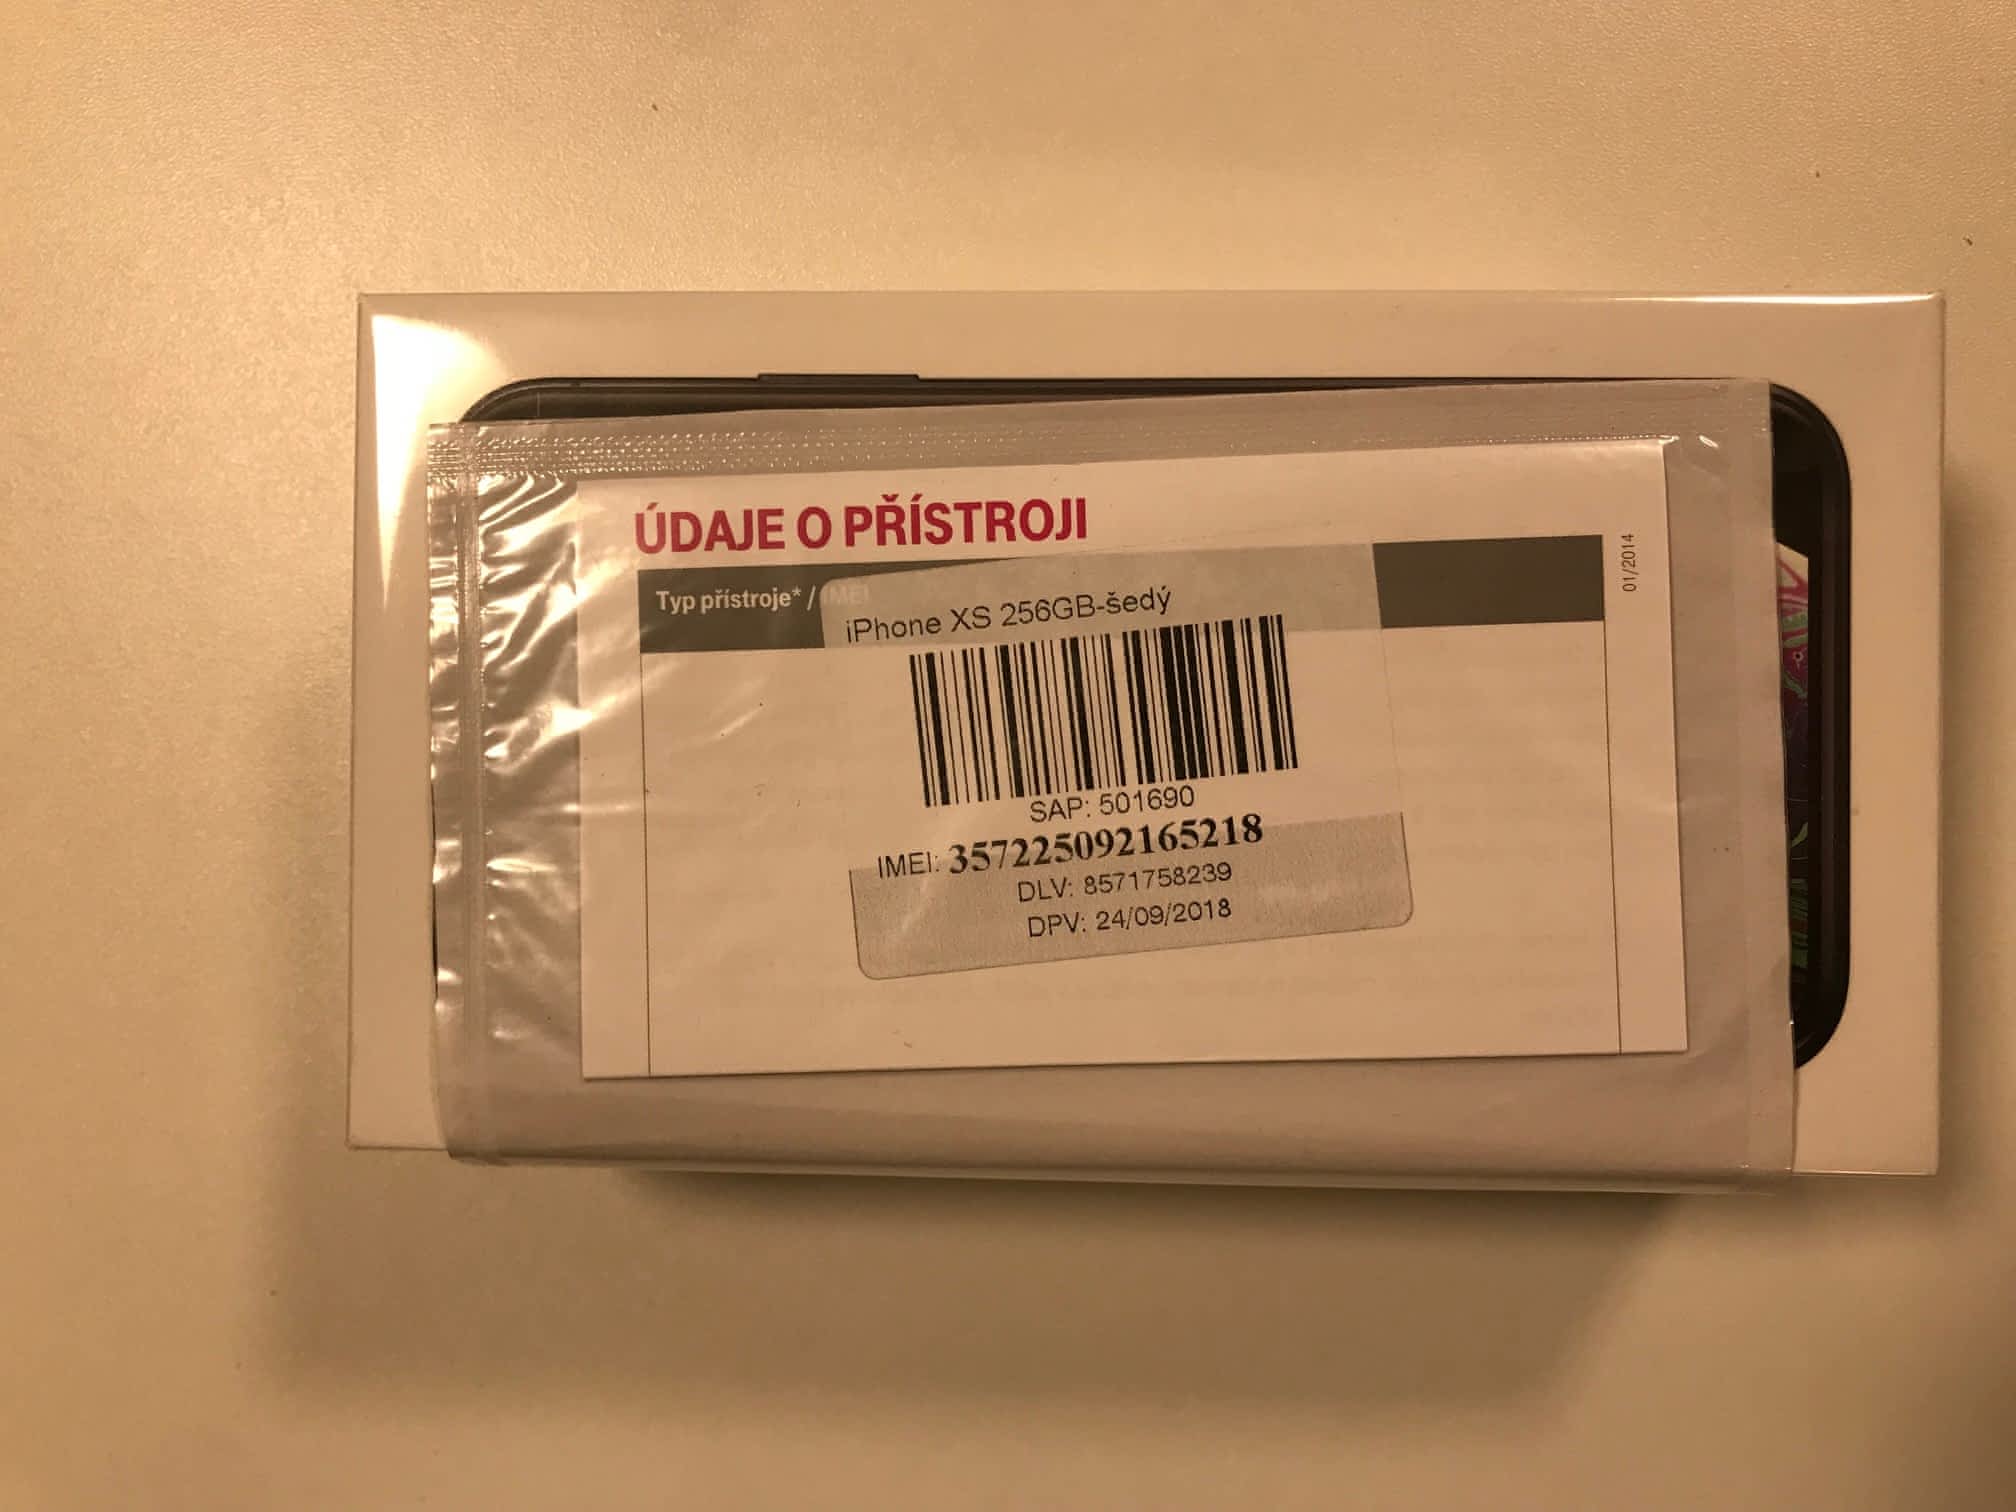 ÚDAJE O PŘÍSTROJI
Typ přístroje* / IMEI
01/2014
iPhone XS 256GB-šedý
SAP: 501690
IMEI: 357225092165218
DLV: 8571758239
DPV: 24/09/2018